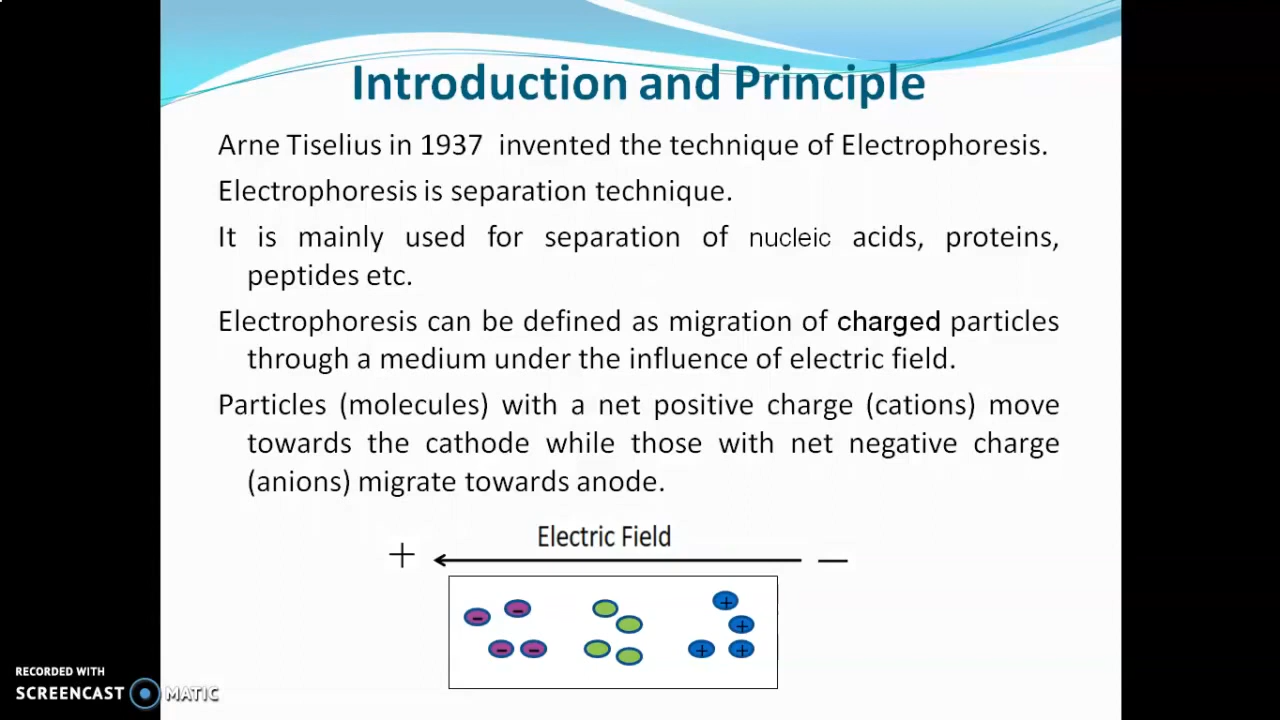 Introduction and Principle
Arne Tiselius in 1937 invented the technique of Electrophoresis.
Electrophoresis is separation technique.
It is mainly used for separation of nucleic acids, proteins,
peptides etc.
Electrophoresis can be defined as migration of charged particles
through a medium under the influence of electric field.
Particles (molecules) with a net positive charge (cations) move
towards the cathode while those with net negative charge
(anions) migrate towards anode.
Electric Field
+ –
- - +
+
- - + +
RECORDED WITH
SCREENCAST MATIC